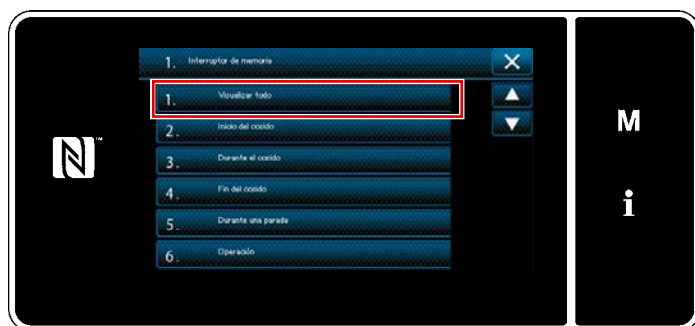 1. Interruptor de memoria
1. Visualizar todo
2. Inicio del cosido
3. Durante el cosido
4. Fin del cosido
5. Durante una parada
6. Operación
M
i